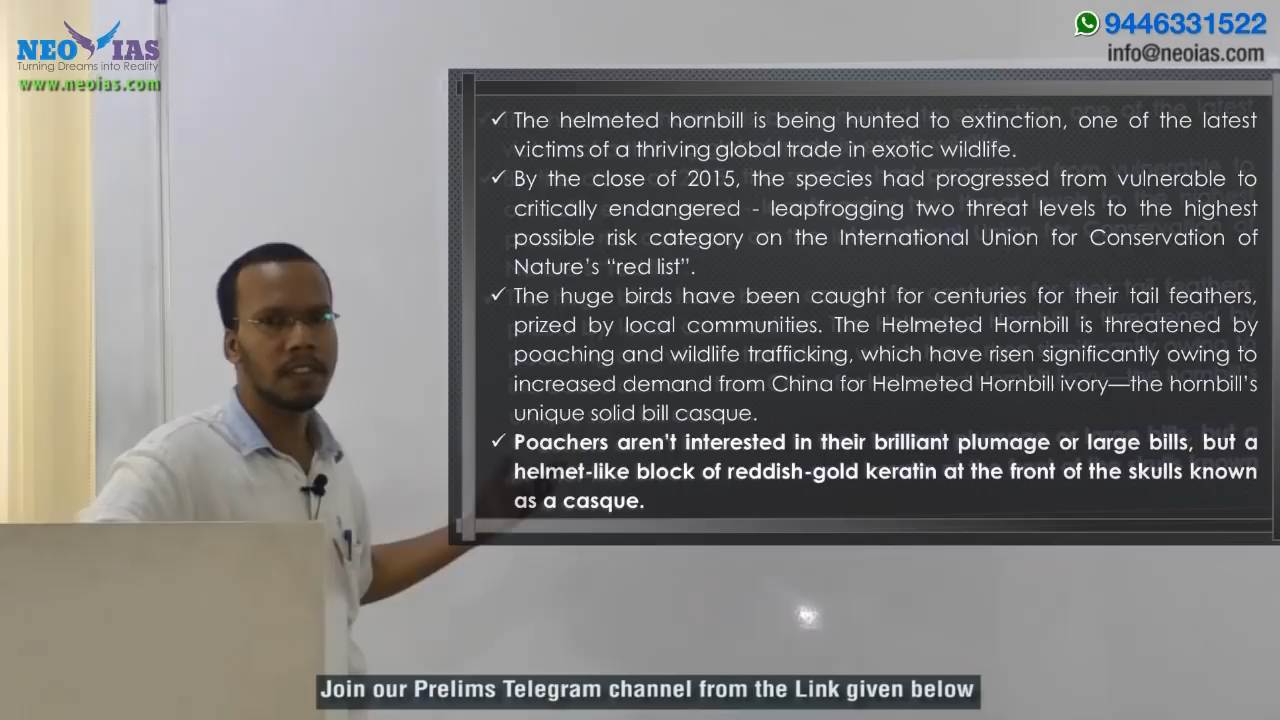 NEO IAS
Turning Dreams into Reality
www.neoias.com
9446331522
info@neoias.com
✓ The helmeted hornbill is being hunted to extinction, one of the latest
victims of a thriving global trade in exotic wildlife.
✓ By the close of 2015, the species had progressed from vulnerable to
critically endangered - leapfrogging two threat levels to the highest
possible risk category on the International Union for Conservation of
Nature’s “red list”.
✓ The huge birds have been caught for centuries for their tail feathers,
prized by local communities. The Helmeted Hornbill is threatened by
poaching and wildlife trafficking, which have risen significantly owing to
increased demand from China for Helmeted Hornbill ivory—the hornbill’s
unique solid bill casque.
✓ Poachers aren’t interested in their brilliant plumage or large bills, but a
helmet-like block of reddish-gold keratin at the front of the skulls known
as a casque.
Join our Prelims Telegram channel from the Link given below